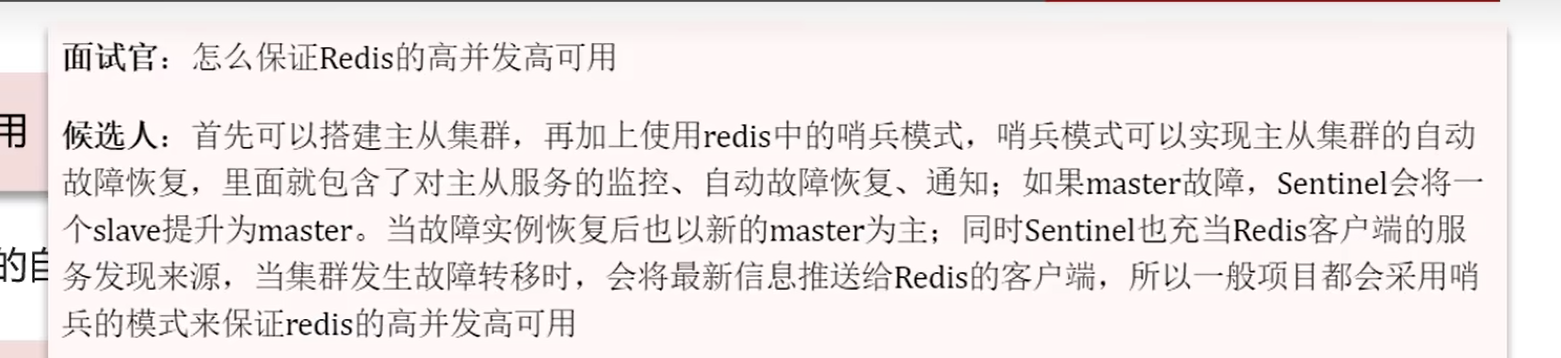 面试官：怎么保证Redis的高并发高可用
用
候选人：首先可以搭建主从集群，再加上使用redis中的哨兵模式，哨兵模式可以实现主从集群的自动
故障恢复，里面就包含了对主从服务的监控、自动故障恢复、通知；如果master故障，Sentinel会将一
个slave提升为master。当故障实例恢复后也以新的master为主；同时Sentinel也充当Redis客户端的服
的自
务发现来源，当集群发生故障转移时，会将最新信息推送给Redis的客户端，所以一般项目都会采用哨
兵的模式来保证redis的高并发高可用